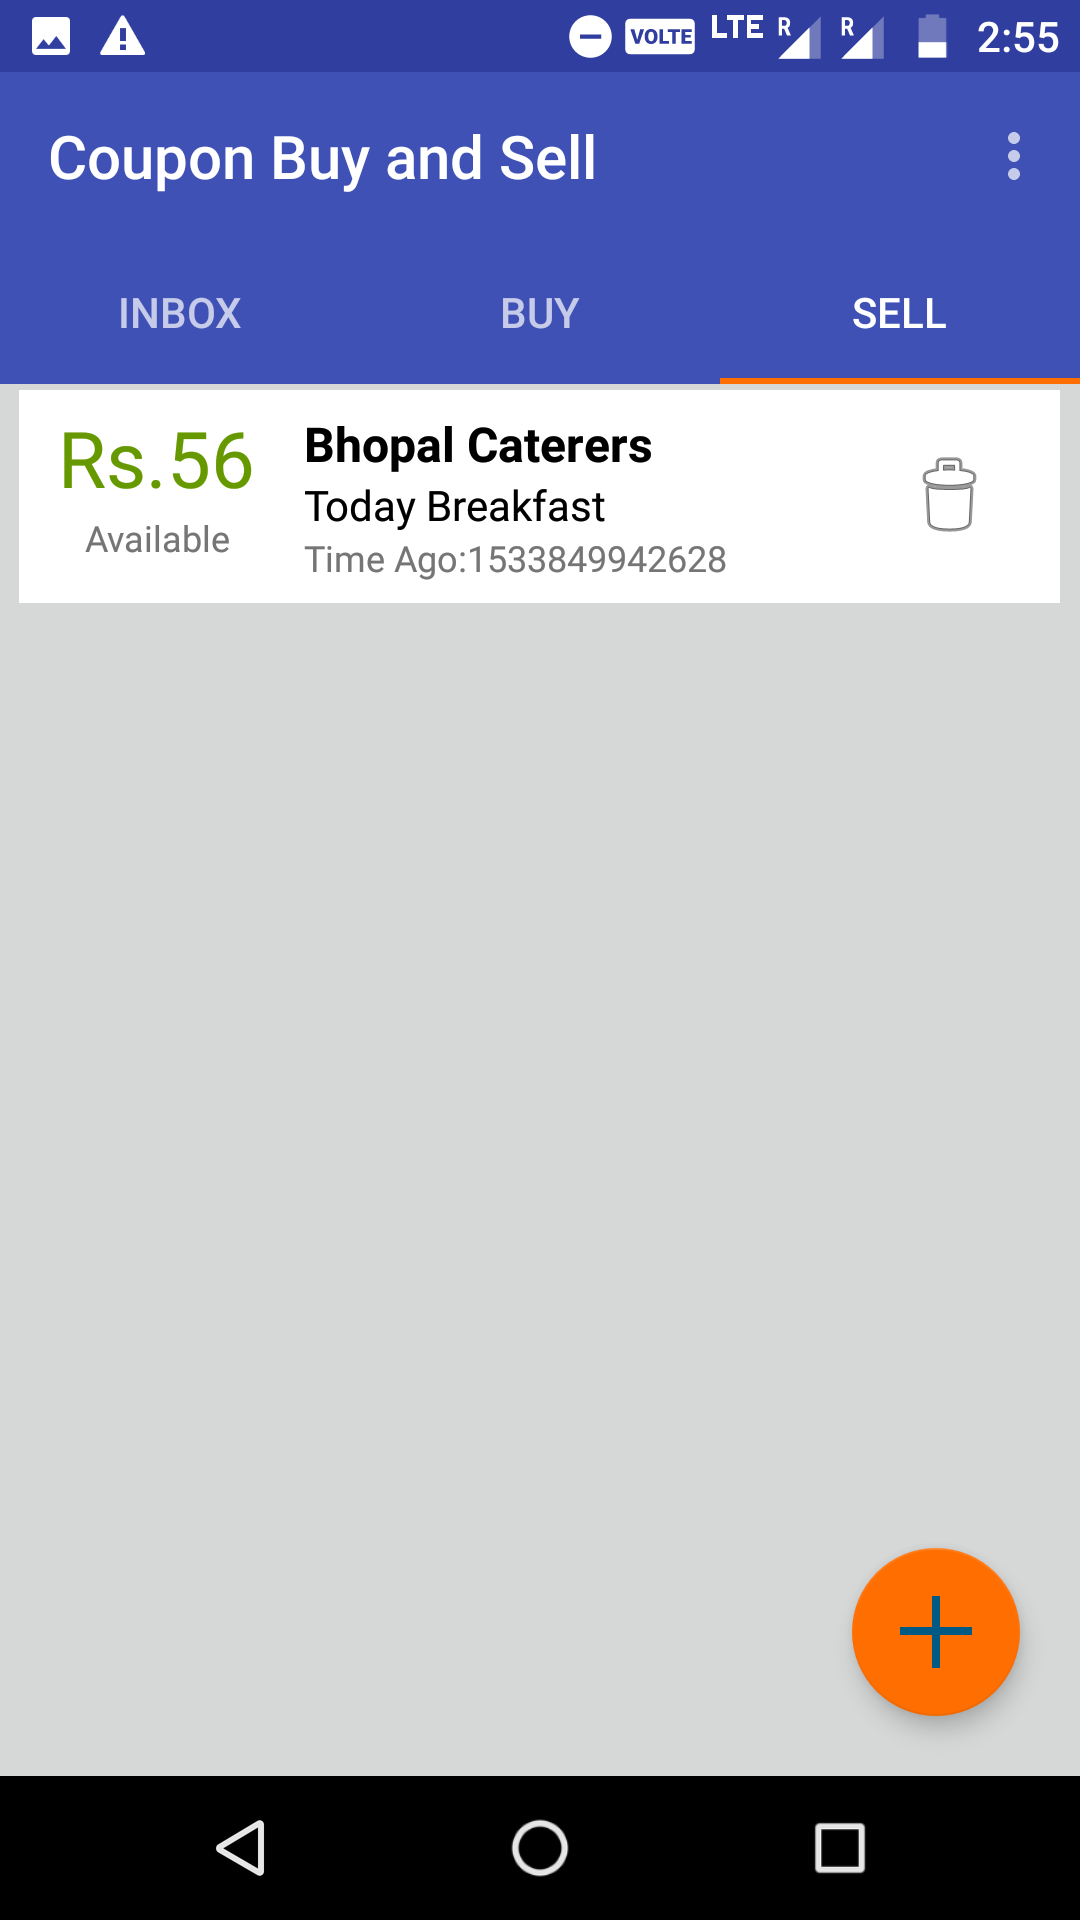 VOLTE LTE R R 2:55
Coupon Buy and Sell
INBOX BUY SELL
Rs.56
Available
Bhopal Caterers
Today Breakfast
Time Ago:1533849942628